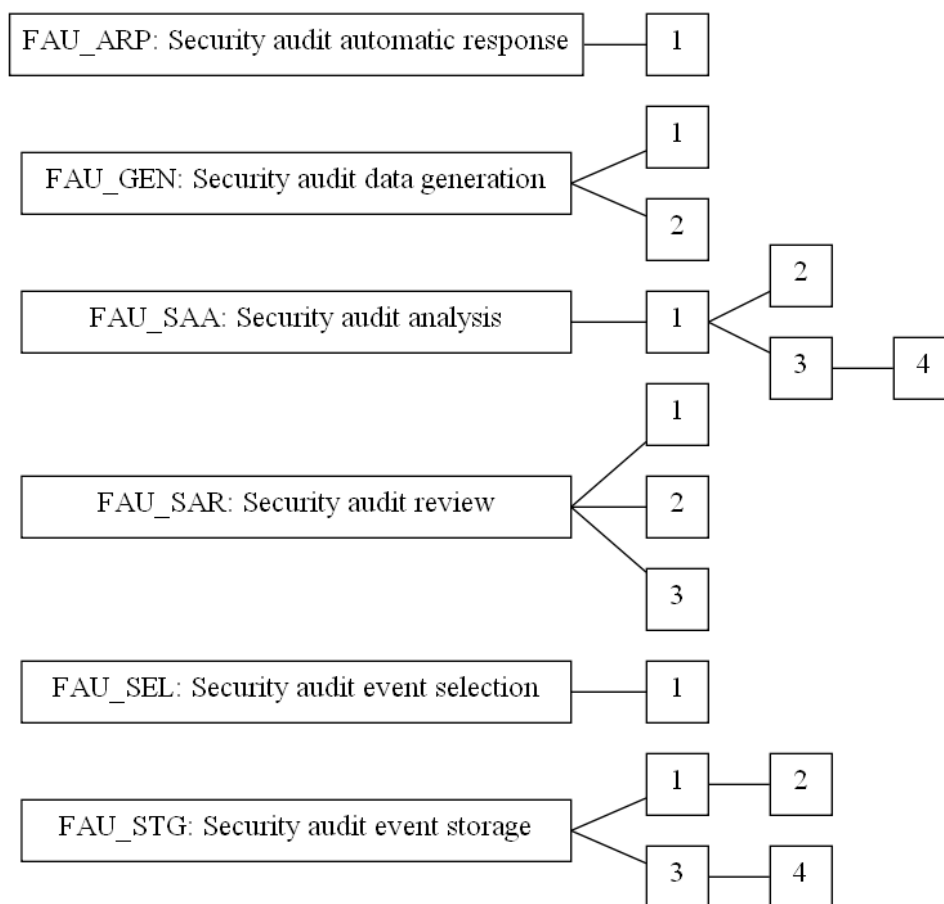 FAU_ARP: Security audit automatic response
1
FAU_GEN: Security audit data generation
1
2
FAU_SAA: Security audit analysis
1
2
3
4
FAU_SAR: Security audit review
1
2
3
FAU_SEL: Security audit event selection
1
FAU_STG: Security audit event storage
1
2
3
4